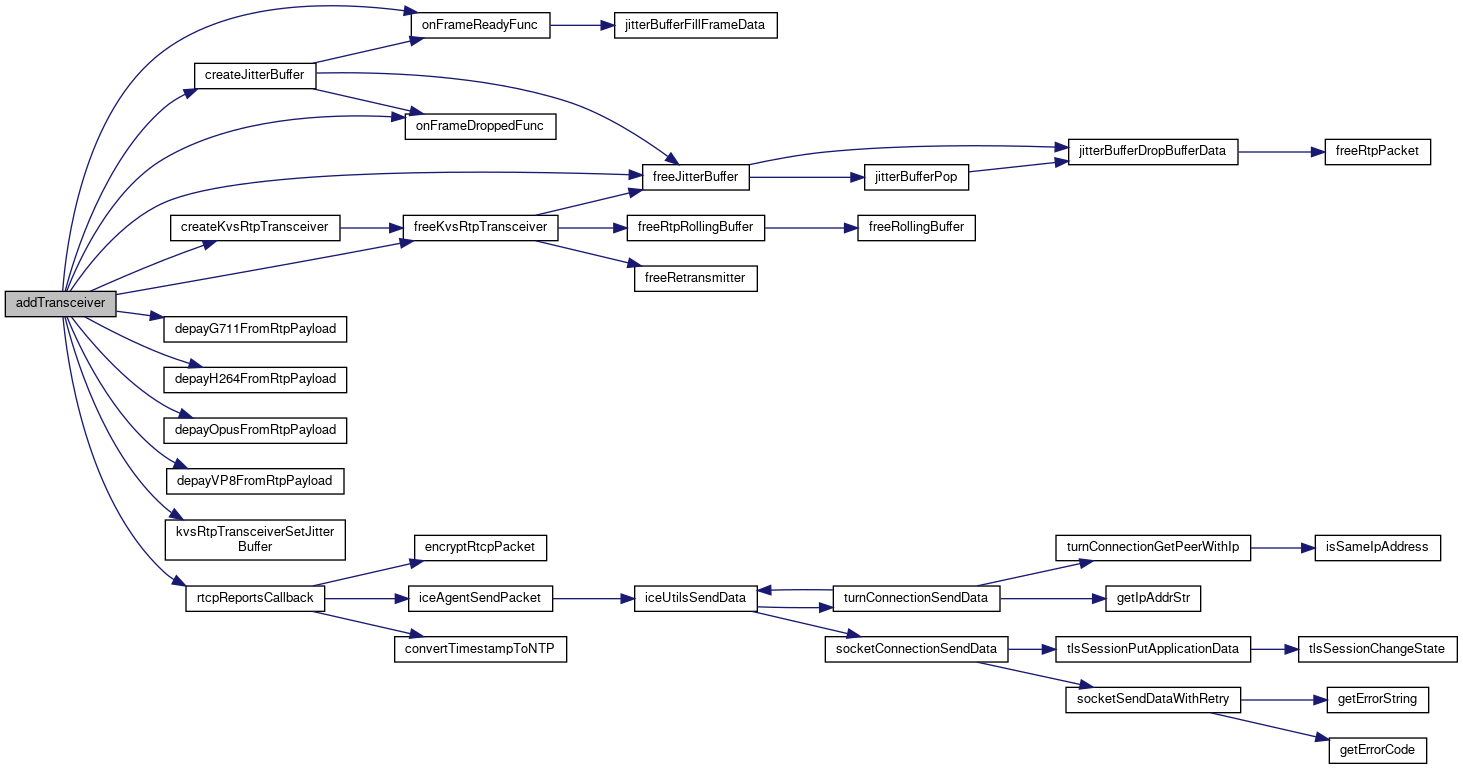 onFrameReadyFunc
jitterBufferFillFrameData
createJitterBuffer
onFrameDroppedFunc
jitterBufferDropBufferData
freeRtpPacket
freeJitterBuffer
jitterBufferPop
createKvsRtpTransceiver
freeKvsRtpTransceiver
freeRtpRollingBuffer
freeRollingBuffer
freeRetransmitter
addTransceiver
depayG711FromRtpPayload
depayH264FromRtpPayload
depayOpusFromRtpPayload
depayVP8FromRtpPayload
kvsRtpTransceiverSetJitter
Buffer
encryptRtcpPacket
turnConnectionGetPeerWithIp
isSameIpAddress
rtcpReportsCallback
iceAgentSendPacket
iceUtilsSendData
turnConnectionSendData
getIpAddrStr
convertTimestampToNTP
socketConnectionSendData
tlsSessionPutApplicationData
tlsSessionChangeState
socketSendDataWithRetry
getErrorString
getErrorCode